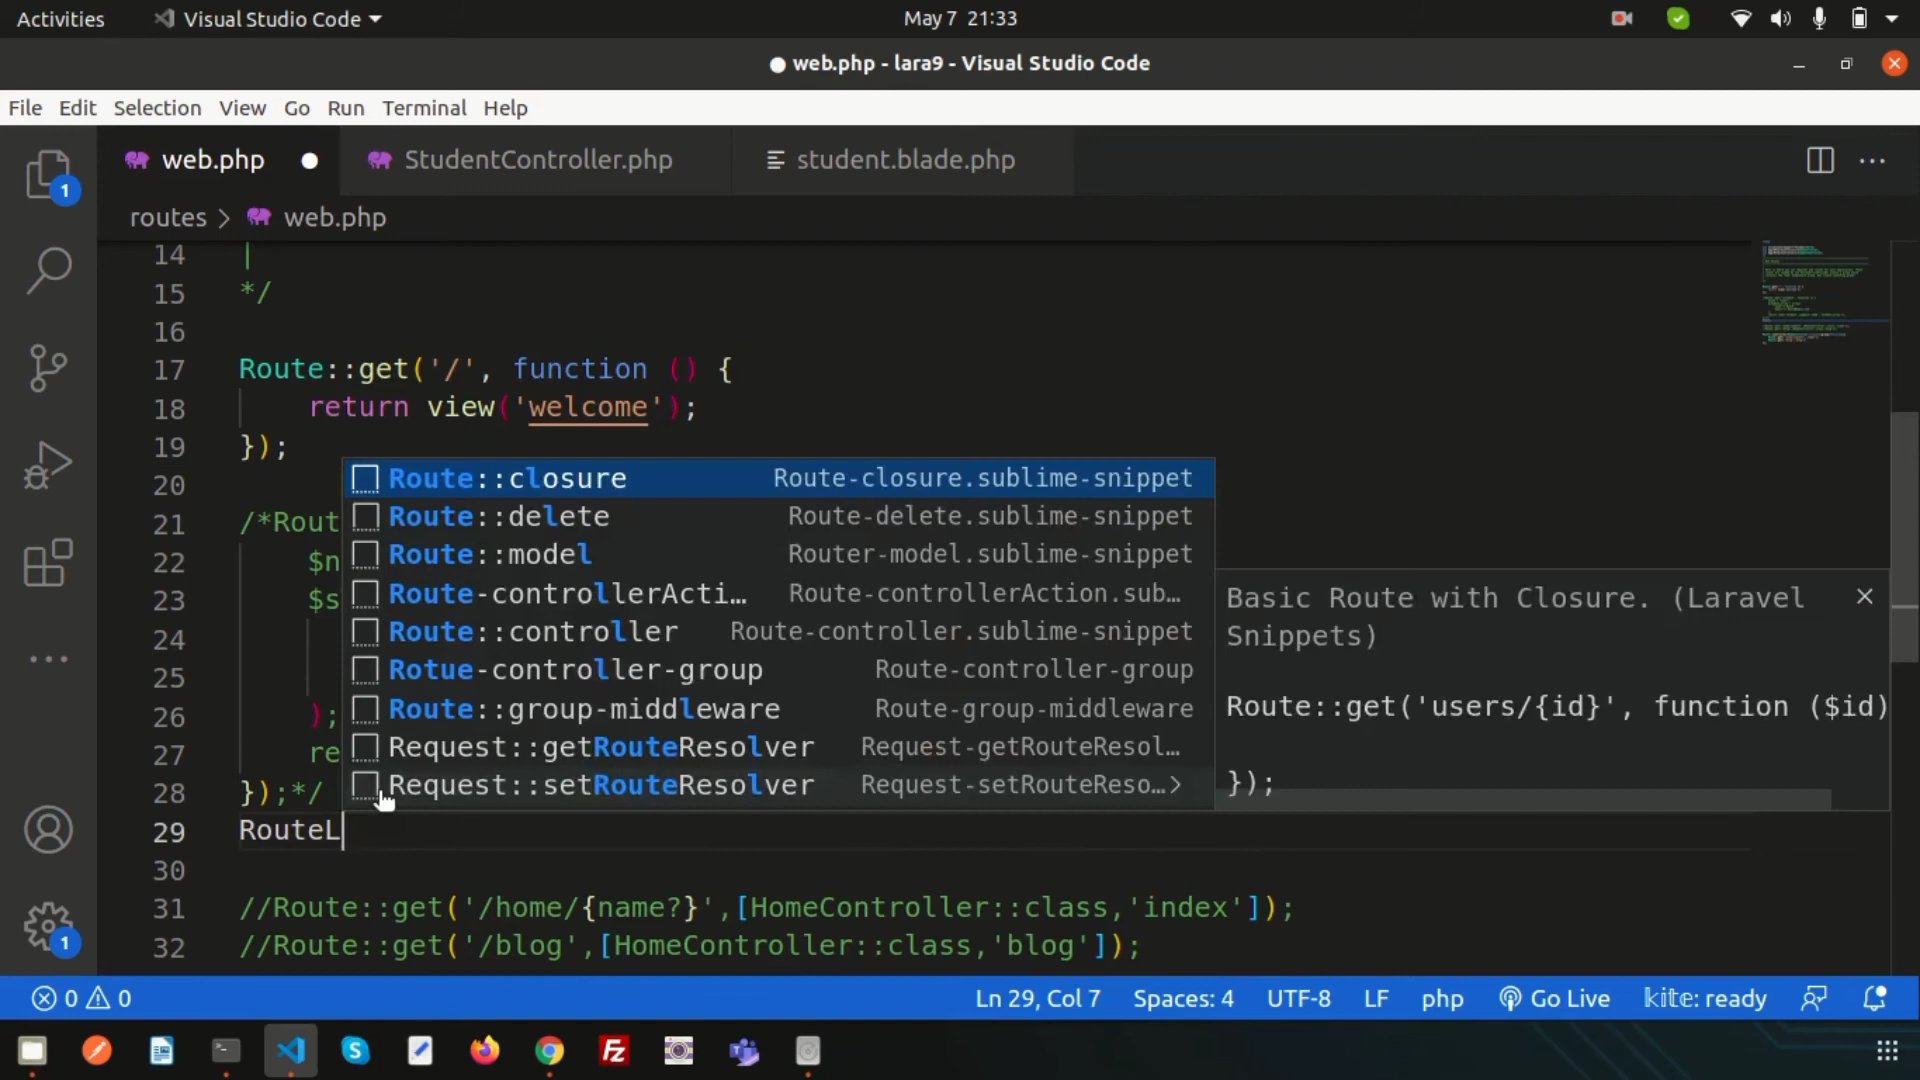 Activities Visual Studio Code May 7 21:33
web.php - lara9 - Visual Studio Code
File Edit Selection View Go Run Terminal Help
1 web.php StudentController.php student.blade.php
routes > web.php
14 |
15 */
16
17 Route::get('/', function () {
18 return view('welcome');
19 });
20
Route::closure Route-closure.sublime-snippet
21 /*Rout
Route::delete Route-delete.sublime-snippet
22 $n
Route::model Router-model.sublime-snippet
23 $s
Route-controllerActi… Route-controllerAction.sub…
24
Route::controller Route-controller.sublime-snippet
25
Rotue-controller-group Route-controller-group
26 );
Route::group-middleware Route-group-middleware
27 re
Request::getRouteResolver Request-getRouteResol…
28 });*/
Request::setRouteResolver Request-setRouteReso…>
Basic Route with Closure. (Laravel
Snippets)
Route::get('users/{id}', function ($id)
});
29 RouteL
30
31 //Route::get('/home/{name?}',[HomeController::class,'index']);
32 //Route::get('/blog',[HomeController::class,'blog']);
1
0 0 Ln 29, Col 7 Spaces: 4 UTF-8 LF php Go Live kite: ready